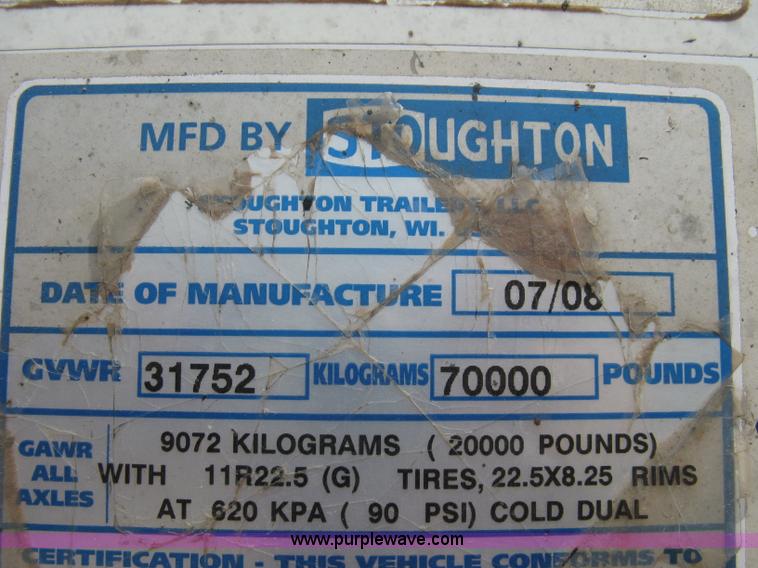 MFD BY STOUGHTON
STOUGHTON TRAILERS, LLC
STOUGHTON, WI.
DATE OF MANUFACTURE 07/08
GVWR 31752 KILOGRAMS 70000 POUNDS
GAWR ALL AXLES
9072 KILOGRAMS ( 20000 POUNDS)
WITH 11R22.5 (G) TIRES, 22.5X8.25 RIMS
AT 620 KPA ( 90 PSI) COLD DUAL
www.purplewave.com
CERTIFICATION - THIS VEHICLE CONFORMS TO